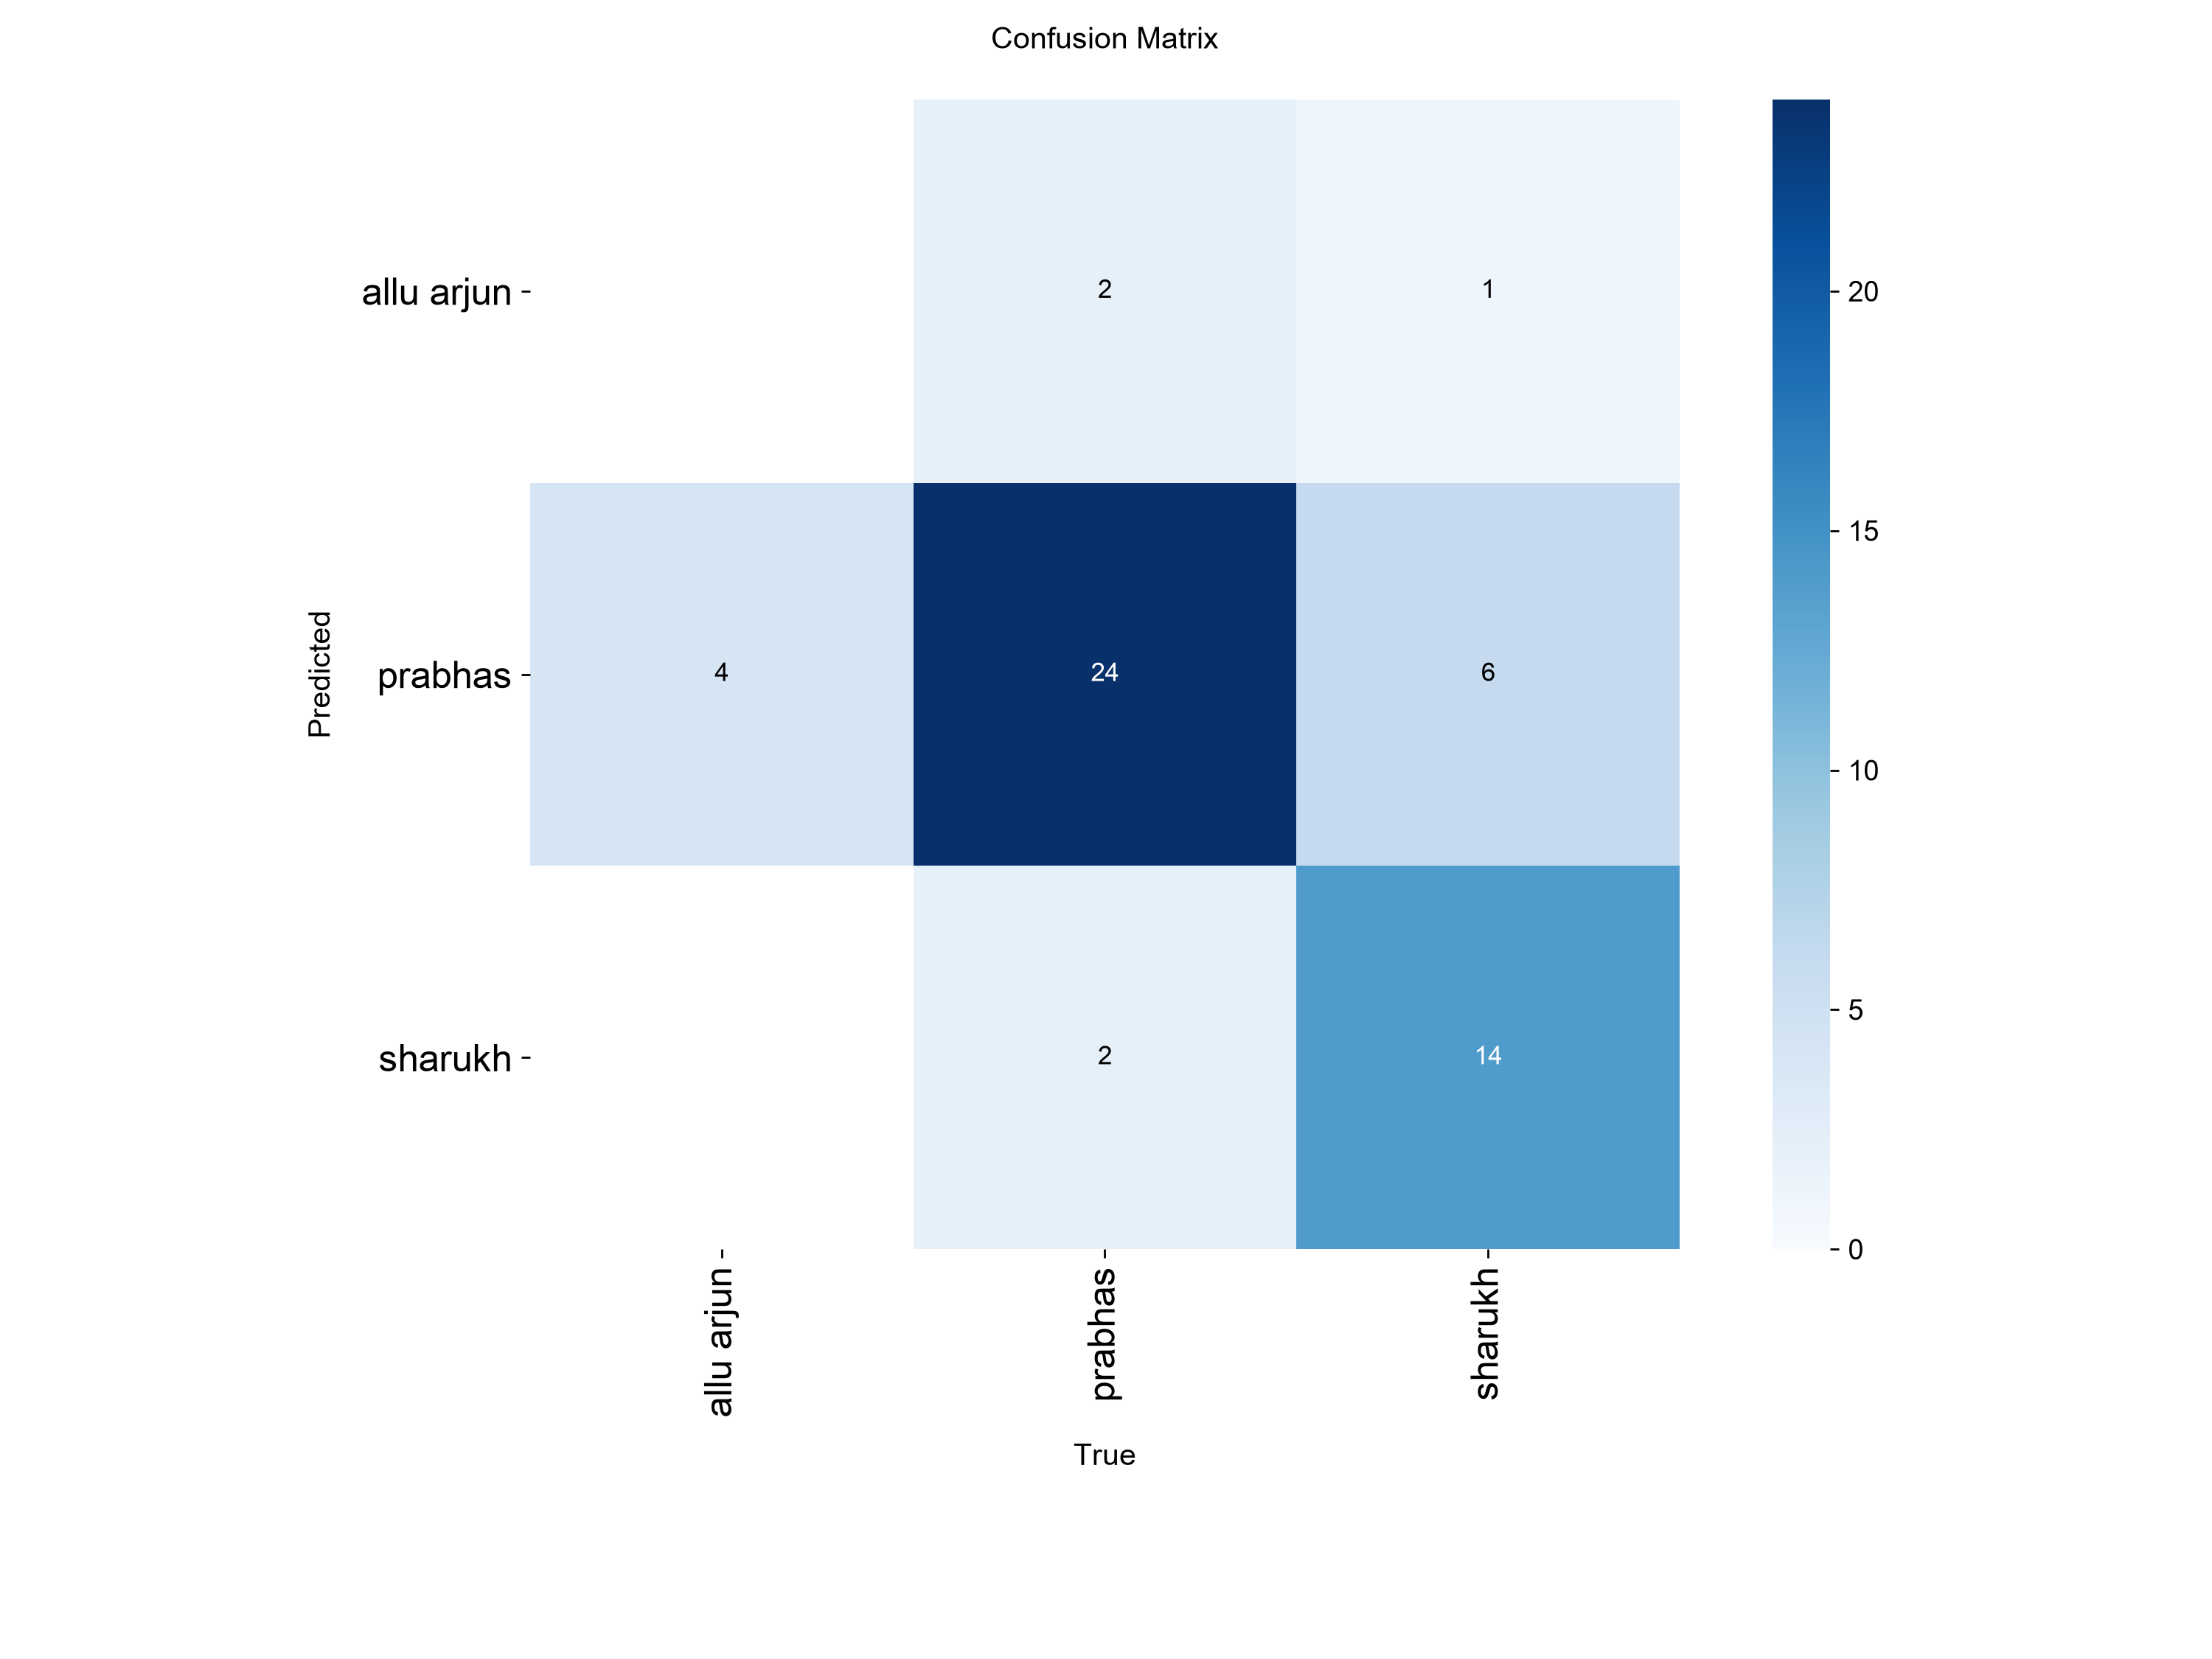 Confusion Matrix
allu arjun
2
1
20
15
Predicted
prabhas
4
24
6
10
sharukh
2
14
5
0
allu arjun
prabhas
sharukh
True